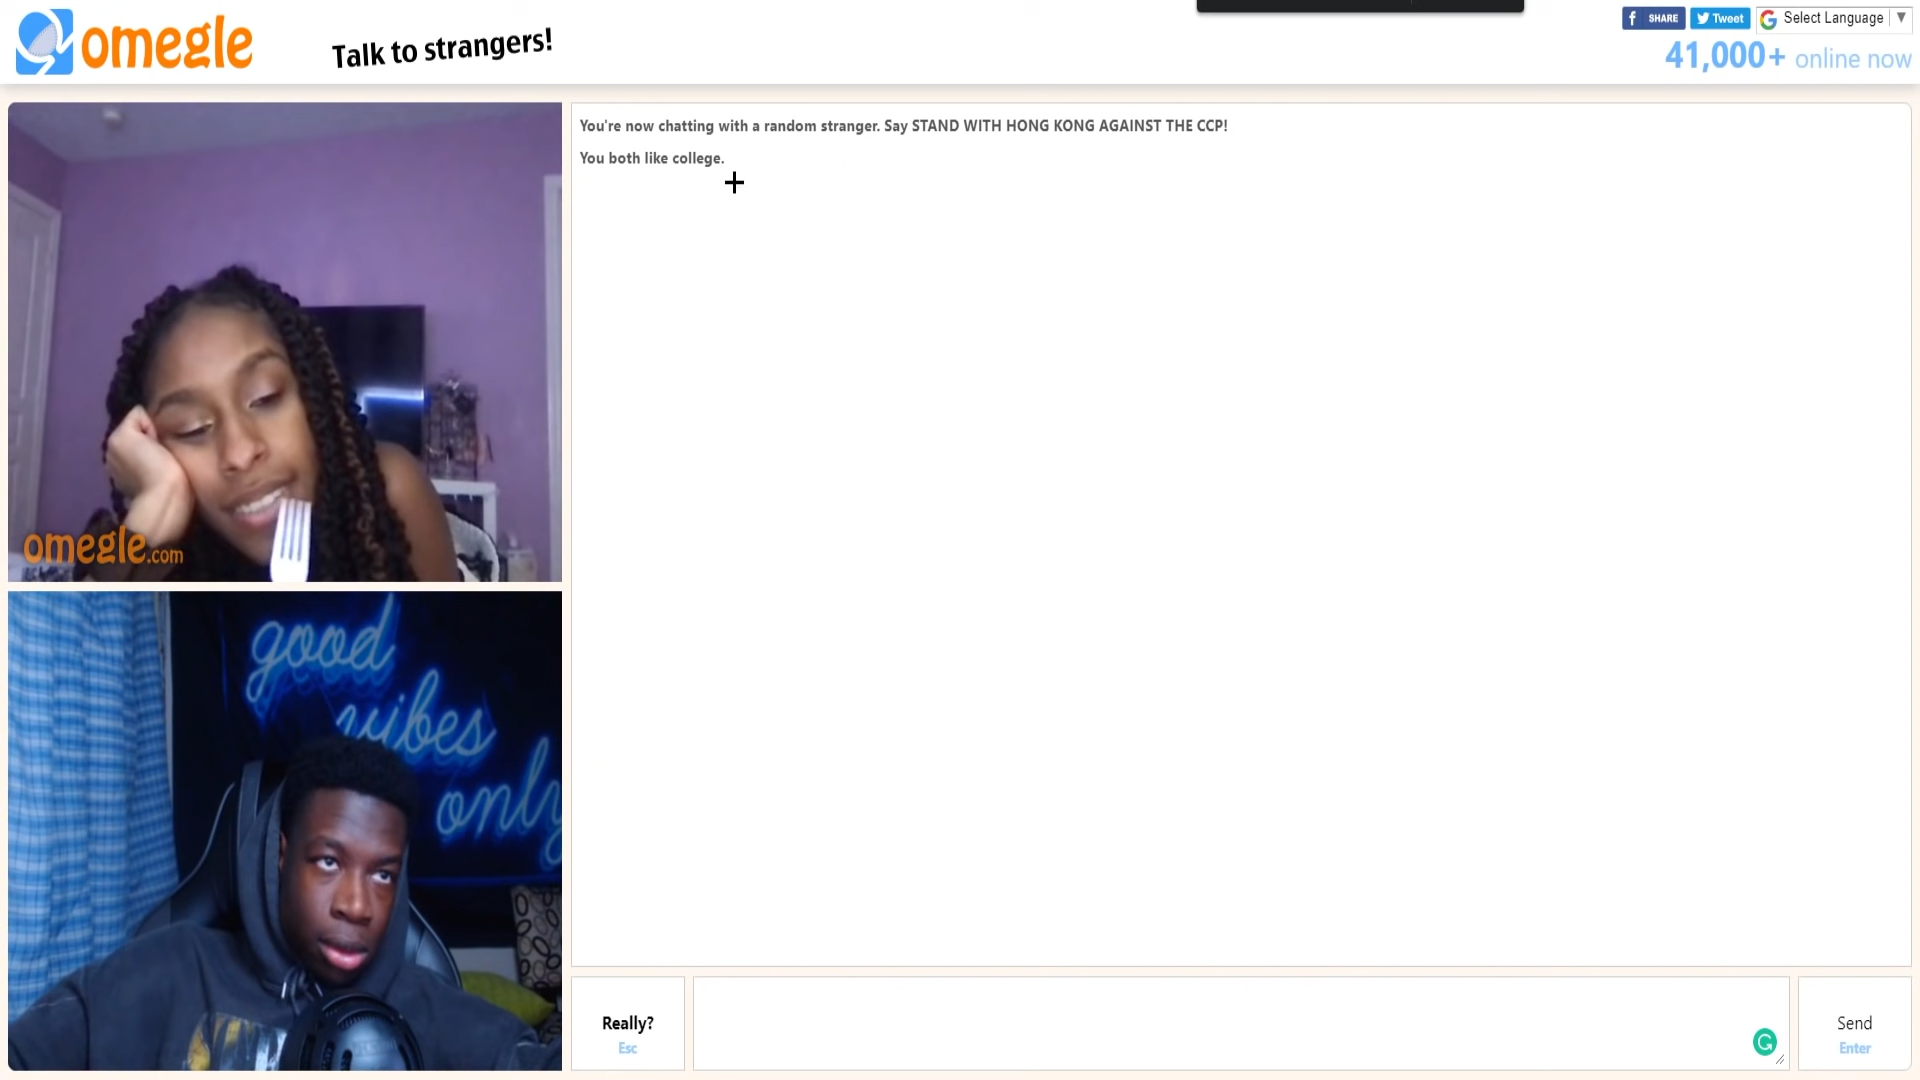 omegle
Talk to strangers!
SHARE
Tweet
Select Language
41,000+ online now
You're now chatting with a random stranger. Say STAND WITH HONG KONG AGAINST THE CCP!
You both like college.
omegle.com
good
vibes
only
Really?
Esc
Send
Enter